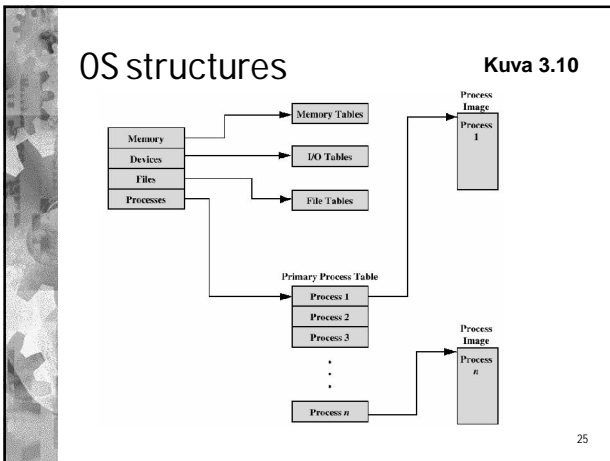 OS structures
Kuva 3.10
Process
Image
Process
1
Memory Tables
Memory
Devices
Files
Processes
I/O Tables
File Tables
Primary Process Table
Process 1
Process 2
Process 3
.
.
.
Process n
Process
Image
Process
n
25